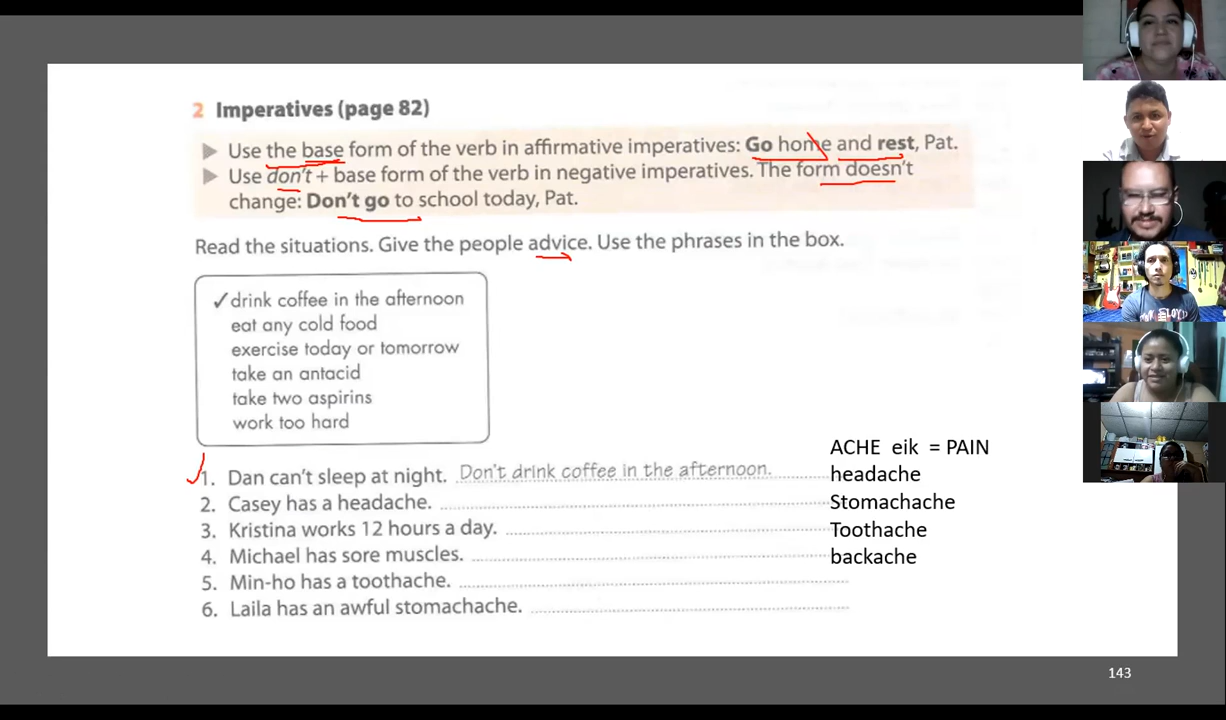 2 Imperatives (page 82)
▶ Use the base form of the verb in affirmative imperatives: Go home and rest, Pat.
▶ Use don't + base form of the verb in negative imperatives. The form doesn't
change: Don't go to school today, Pat.
Read the situations. Give the people advice. Use the phrases in the box.
✓ drink coffee in the afternoon
eat any cold food
exercise today or tomorrow
take an antacid
take two aspirins
work too hard
1. Dan can't sleep at night. Don't drink coffee in the afternoon.
2. Casey has a headache.
3. Kristina works 12 hours a day.
4. Michael has sore muscles.
5. Min-ho has a toothache.
6. Laila has an awful stomachache.
ACHE eik = PAIN
headache
Stomachache
Toothache
backache
143